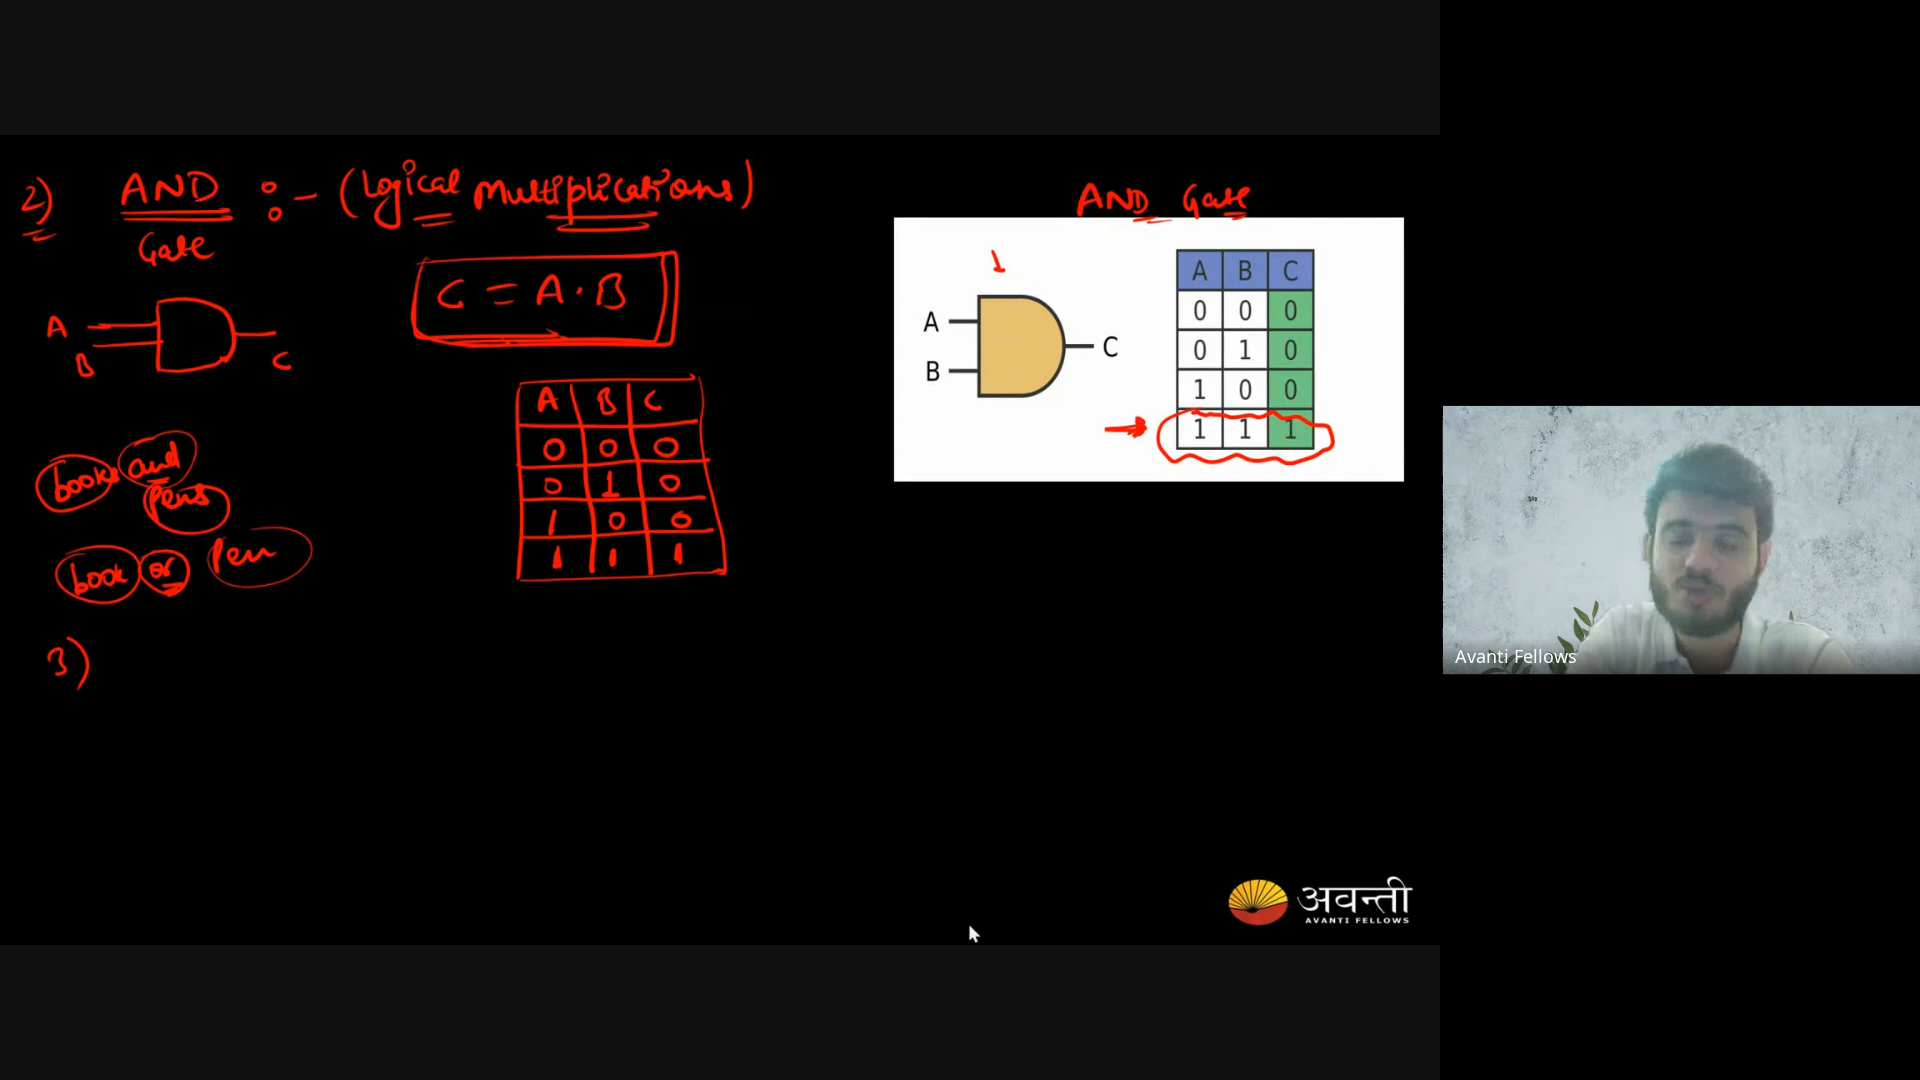 2) AND :- (Logical Multiplications)
Gate
C = A · B
A
B
C
A B C
0 0 0
0 1 0
1 0 0
1 1 1
books and
pens
book or Pen
3)
AND Gate
1
A
B
C
A B C
0 0 0
0 1 0
1 0 0
1 1 1
Avanti Fellows
अवन्ती
AVANTI FELLOWS